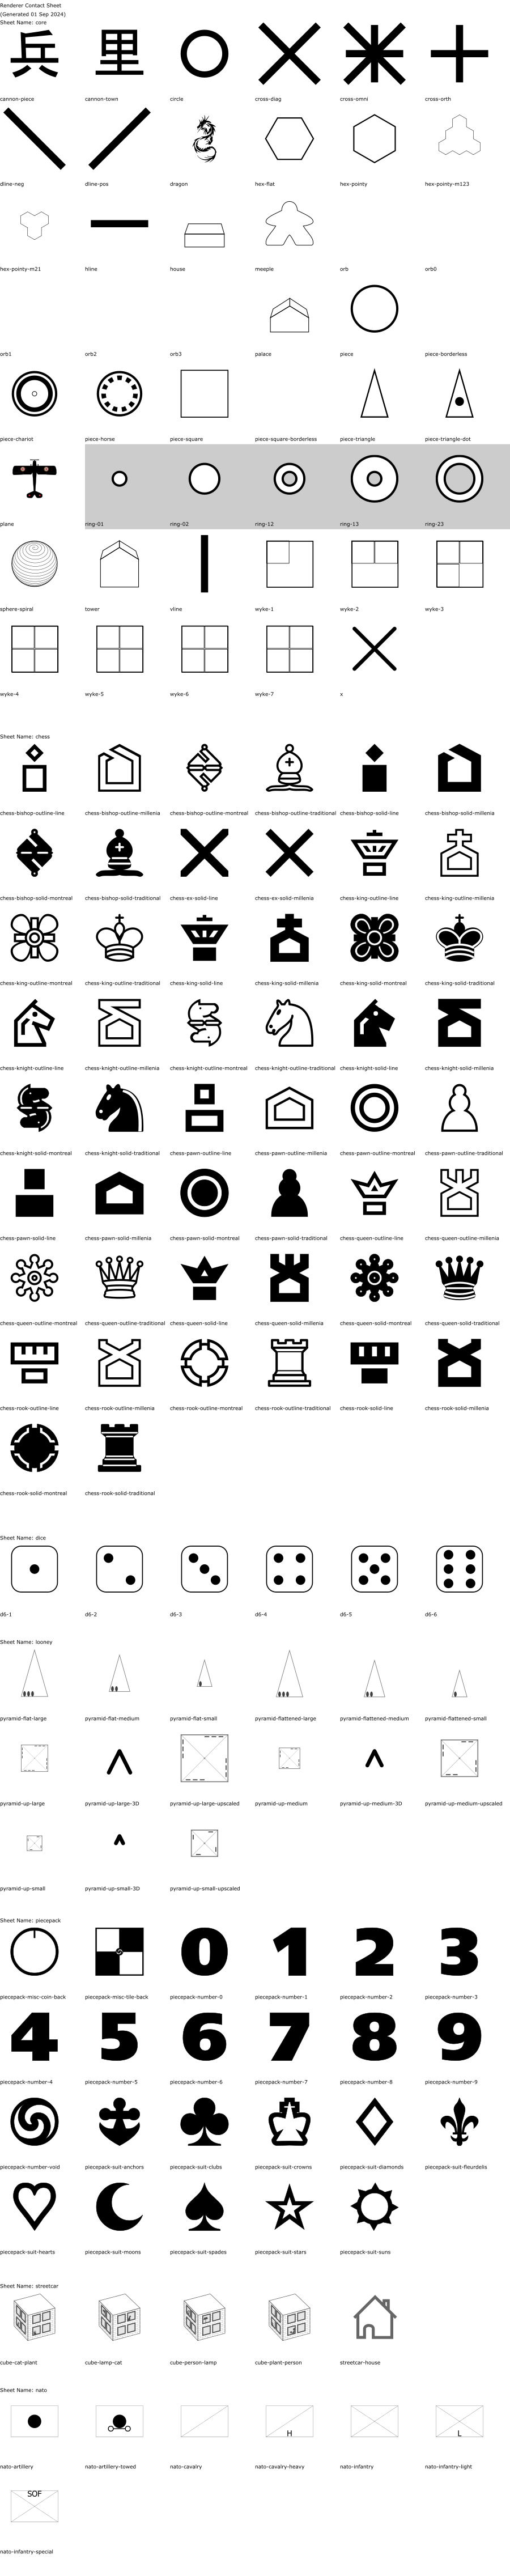 Renderer Contact Sheet
(Generated 01 Sep 2024)
Sheet Name: core
兵 里
cannon-piece cannon-town circle cross-diag cross-omni cross-orth
dline-neg dline-pos dragon hex-flat hex-pointy hex-pointy-m123
hex-pointy-m21 hline house meeple orb orb0
orb1 orb2 orb3 palace piece piece-borderless
piece-chariot piece-horse piece-square piece-square-borderless piece-triangle piece-triangle-dot
plane ring-01 ring-02 ring-12 ring-13 ring-23
sphere-spiral tower vline wyke-1 wyke-2 wyke-3
wyke-4 wyke-5 wyke-6 wyke-7 x
Sheet Name: chess
chess-bishop-outline-line chess-bishop-outline-millenia chess-bishop-outline-montreal chess-bishop-outline-traditional chess-bishop-solid-line chess-bishop-solid-millenia
chess-bishop-solid-montreal chess-bishop-solid-traditional chess-ex-solid-line chess-ex-solid-millenia chess-king-outline-line chess-king-outline-millenia
chess-king-outline-montreal chess-king-outline-traditional chess-king-solid-line chess-king-solid-millenia chess-king-solid-montreal chess-king-solid-traditional
chess-knight-outline-line chess-knight-outline-millenia chess-knight-outline-montreal chess-knight-outline-traditional chess-knight-solid-line chess-knight-solid-millenia
chess-knight-solid-montreal chess-knight-solid-traditional chess-pawn-outline-line chess-pawn-outline-millenia chess-pawn-outline-montreal chess-pawn-outline-traditional
chess-pawn-solid-line chess-pawn-solid-millenia chess-pawn-solid-montreal chess-pawn-solid-traditional chess-queen-outline-line chess-queen-outline-millenia
chess-queen-outline-montreal chess-queen-outline-traditional chess-queen-solid-line chess-queen-solid-millenia chess-queen-solid-montreal chess-queen-solid-traditional
chess-rook-outline-line chess-rook-outline-millenia chess-rook-outline-montreal chess-rook-outline-traditional chess-rook-solid-line chess-rook-solid-millenia
chess-rook-solid-montreal chess-rook-solid-traditional
Sheet Name: dice
d6-1 d6-2 d6-3 d6-4 d6-5 d6-6
Sheet Name: looney
pyramid-flat-large pyramid-flat-medium pyramid-flat-small pyramid-flattened-large pyramid-flattened-medium pyramid-flattened-small
pyramid-up-large pyramid-up-large-3D pyramid-up-large-upscaled pyramid-up-medium pyramid-up-medium-3D pyramid-up-medium-upscaled
pyramid-up-small pyramid-up-small-3D pyramid-up-small-upscaled
Sheet Name: piecepack
0 1 2 3
piecepack-misc-coin-back piecepack-misc-tile-back piecepack-number-0 piecepack-number-1 piecepack-number-2 piecepack-number-3
4 5 6 7 8 9
piecepack-number-4 piecepack-number-5 piecepack-number-6 piecepack-number-7 piecepack-number-8 piecepack-number-9
piecepack-number-void piecepack-suit-anchors piecepack-suit-clubs piecepack-suit-crowns piecepack-suit-diamonds piecepack-suit-fleurdelis
piecepack-suit-hearts piecepack-suit-moons piecepack-suit-spades piecepack-suit-stars piecepack-suit-suns
Sheet Name: streetcar
cube-cat-plant cube-lamp-cat cube-person-lamp cube-plant-person streetcar-house
Sheet Name: nato
H L
nato-artillery nato-artillery-towed nato-cavalry nato-cavalry-heavy nato-infantry nato-infantry-light
SOF
nato-infantry-special